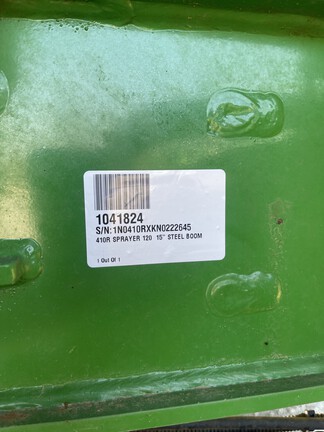 1041824
S/N:1N0410RXKN0222645
410R SPRAYER 120 15" STEEL BOOM
1 Out Of 1